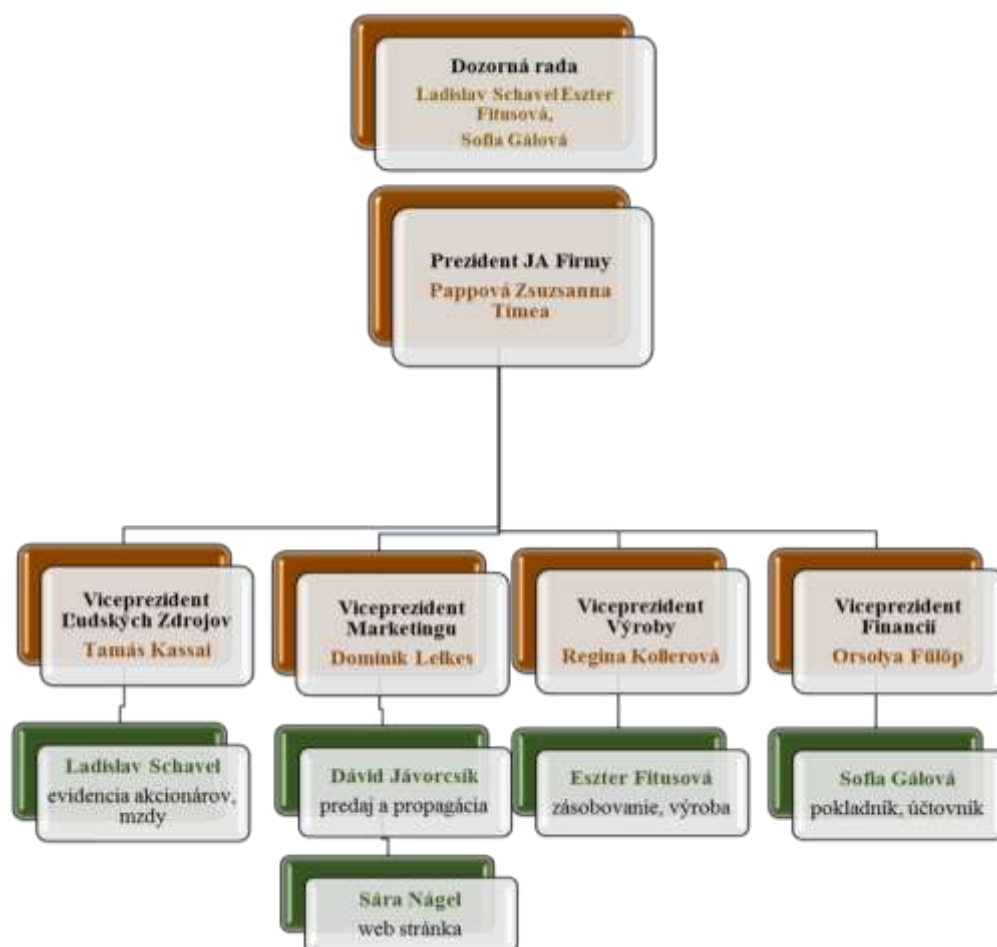 Dozorná rada
Ladislav Schavel Eszter
Fitusová,
Sofia Gálová
Prezident JA Firmy
Pappová Zsuzsanna
Tímea
Viceprezident
Ľudských Zdrojov
Tamás Kassai
Viceprezident
Marketingu
Dominik Lelkes
Viceprezident
Výroby
Regina Kollerová
Viceprezident
Financií
Orsolya Fülöp
Ladislav Schavel
evidencia akcionárov,
mzdy
Dávid Jávorcsík
predaj a propagácia
Eszter Fitusová
zásobovanie, výroba
Sofia Gálová
pokladník, účtovník
Sára Nágel
web stránka